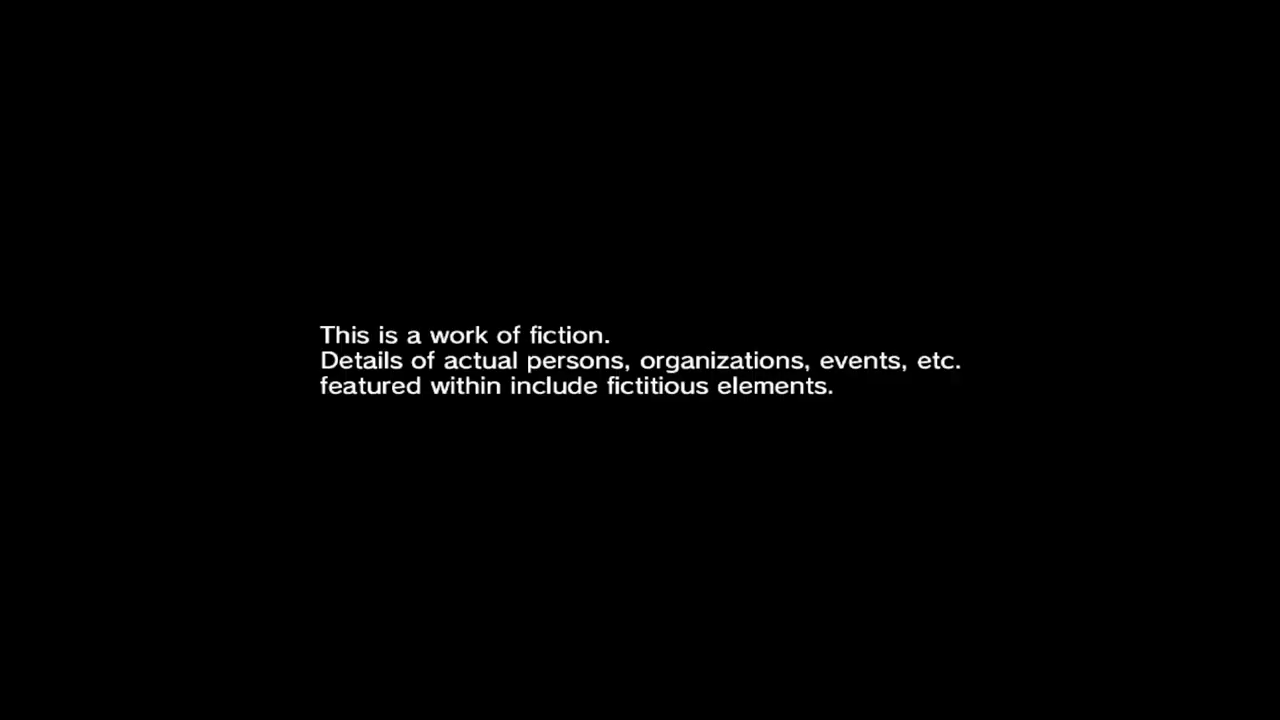 This is a work of fiction.
Details of actual persons, organizations, events, etc.
featured within include fictitious elements.